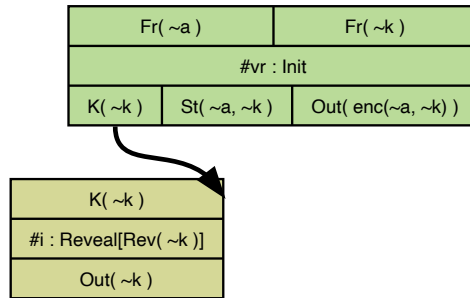 Fr( ~a ) Fr( ~k )
#vr : Init
K( ~k ) St( ~a, ~k ) Out( enc(~a, ~k) )
K( ~k )
#i : Reveal[Rev( ~k )]
Out( ~k )